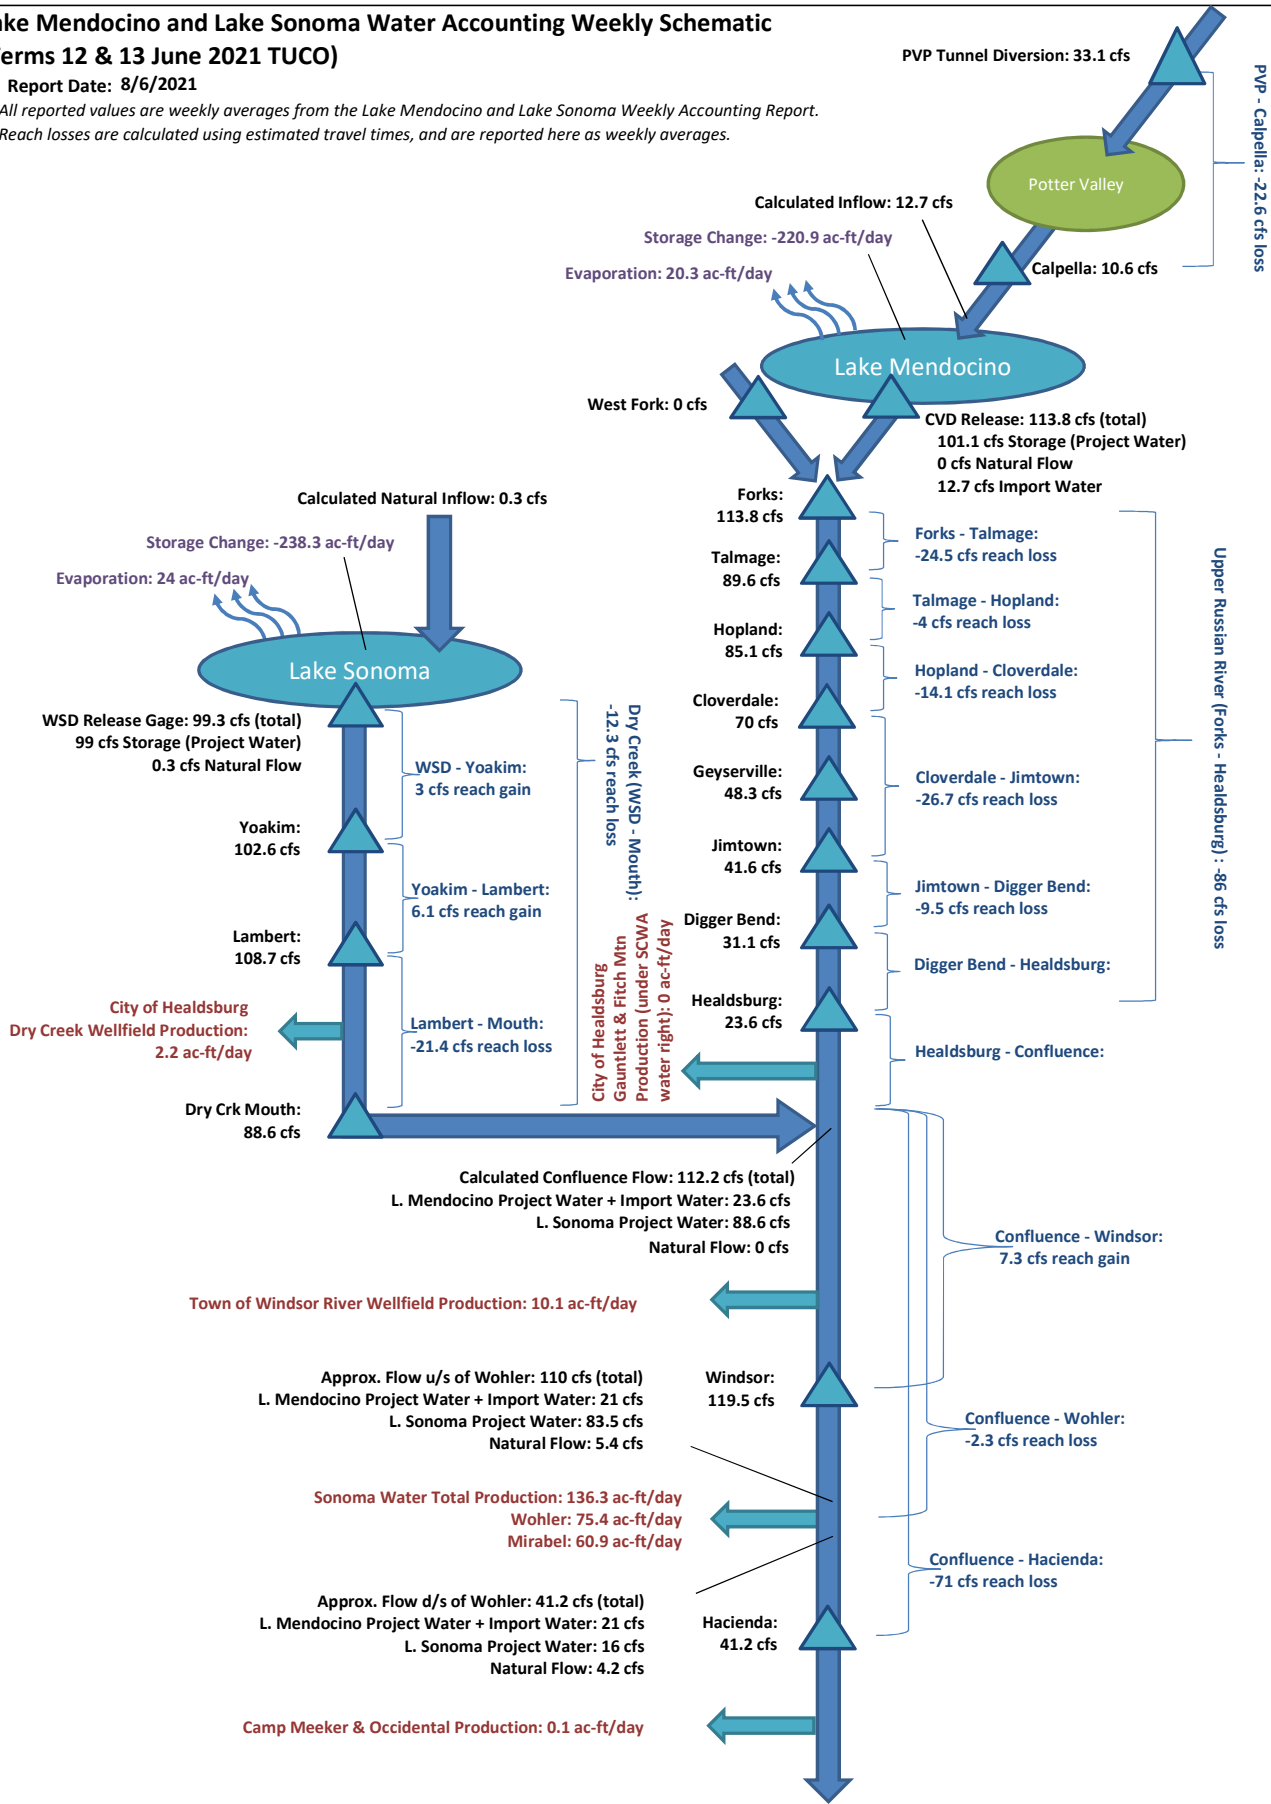 ake Mendocino and Lake Sonoma Water Accounting Weekly Schematic
Terms 12 & 13 June 2021 TUCO)
Report Date: 8/6/2021
All reported values are weekly averages from the Lake Mendocino and Lake Sonoma Weekly Accounting Report.
Reach losses are calculated using estimated travel times, and are reported here as weekly averages.
PVP Tunnel Diversion: 33.1 cfs
PVP - Calpella: -22.6 cfs loss
Potter Valley
Calculated Inflow: 12.7 cfs
Storage Change: -220.9 ac-ft/day
Evaporation: 20.3 ac-ft/day
Calpella: 10.6 cfs
Lake Mendocino
West Fork: 0 cfs
CVD Release: 113.8 cfs (total)
101.1 cfs Storage (Project Water)
0 cfs Natural Flow
12.7 cfs Import Water
Forks:
113.8 cfs
Forks - Talmage:
-24.5 cfs reach loss
Talmage:
89.6 cfs
Talmage - Hopland:
-4 cfs reach loss
Hopland:
85.1 cfs
Hopland - Cloverdale:
-14.1 cfs reach loss
Cloverdale:
70 cfs
Geyserville:
48.3 cfs
Cloverdale - Jimtown:
-26.7 cfs reach loss
Jimtown:
41.6 cfs
Jimtown - Digger Bend:
-9.5 cfs reach loss
Digger Bend:
31.1 cfs
Digger Bend - Healdsburg:
Healdsburg:
23.6 cfs
Healdsburg - Confluence:
Upper Russian River (Forks - Healdsburg) : -86 cfs loss
Calculated Natural Inflow: 0.3 cfs
Storage Change: -238.3 ac-ft/day
Evaporation: 24 ac-ft/day
Lake Sonoma
WSD Release Gage: 99.3 cfs (total)
99 cfs Storage (Project Water)
0.3 cfs Natural Flow
WSD - Yoakim:
3 cfs reach gain
Yoakim:
102.6 cfs
Yoakim - Lambert:
6.1 cfs reach gain
Lambert:
108.7 cfs
City of Healdsburg
Dry Creek Wellfield Production:
2.2 ac-ft/day
Lambert - Mouth:
-21.4 cfs reach loss
Dry Crk Mouth:
88.6 cfs
Dry Creek (WSD - Mouth):
-12.3 cfs reach loss
City of Healdsburg
Gauntlett & Fitch Mtn
Production (under SCWA
water right): 0 ac-ft/day
Calculated Confluence Flow: 112.2 cfs (total)
L. Mendocino Project Water + Import Water: 23.6 cfs
L. Sonoma Project Water: 88.6 cfs
Natural Flow: 0 cfs
Confluence - Windsor:
7.3 cfs reach gain
Town of Windsor River Wellfield Production: 10.1 ac-ft/day
Approx. Flow u/s of Wohler: 110 cfs (total)
L. Mendocino Project Water + Import Water: 21 cfs
L. Sonoma Project Water: 83.5 cfs
Natural Flow: 5.4 cfs
Windsor:
119.5 cfs
Confluence - Wohler:
-2.3 cfs reach loss
Sonoma Water Total Production: 136.3 ac-ft/day
Wohler: 75.4 ac-ft/day
Mirabel: 60.9 ac-ft/day
Confluence - Hacienda:
-71 cfs reach loss
Approx. Flow d/s of Wohler: 41.2 cfs (total)
L. Mendocino Project Water + Import Water: 21 cfs
L. Sonoma Project Water: 16 cfs
Natural Flow: 4.2 cfs
Hacienda:
41.2 cfs
Camp Meeker & Occidental Production: 0.1 ac-ft/day